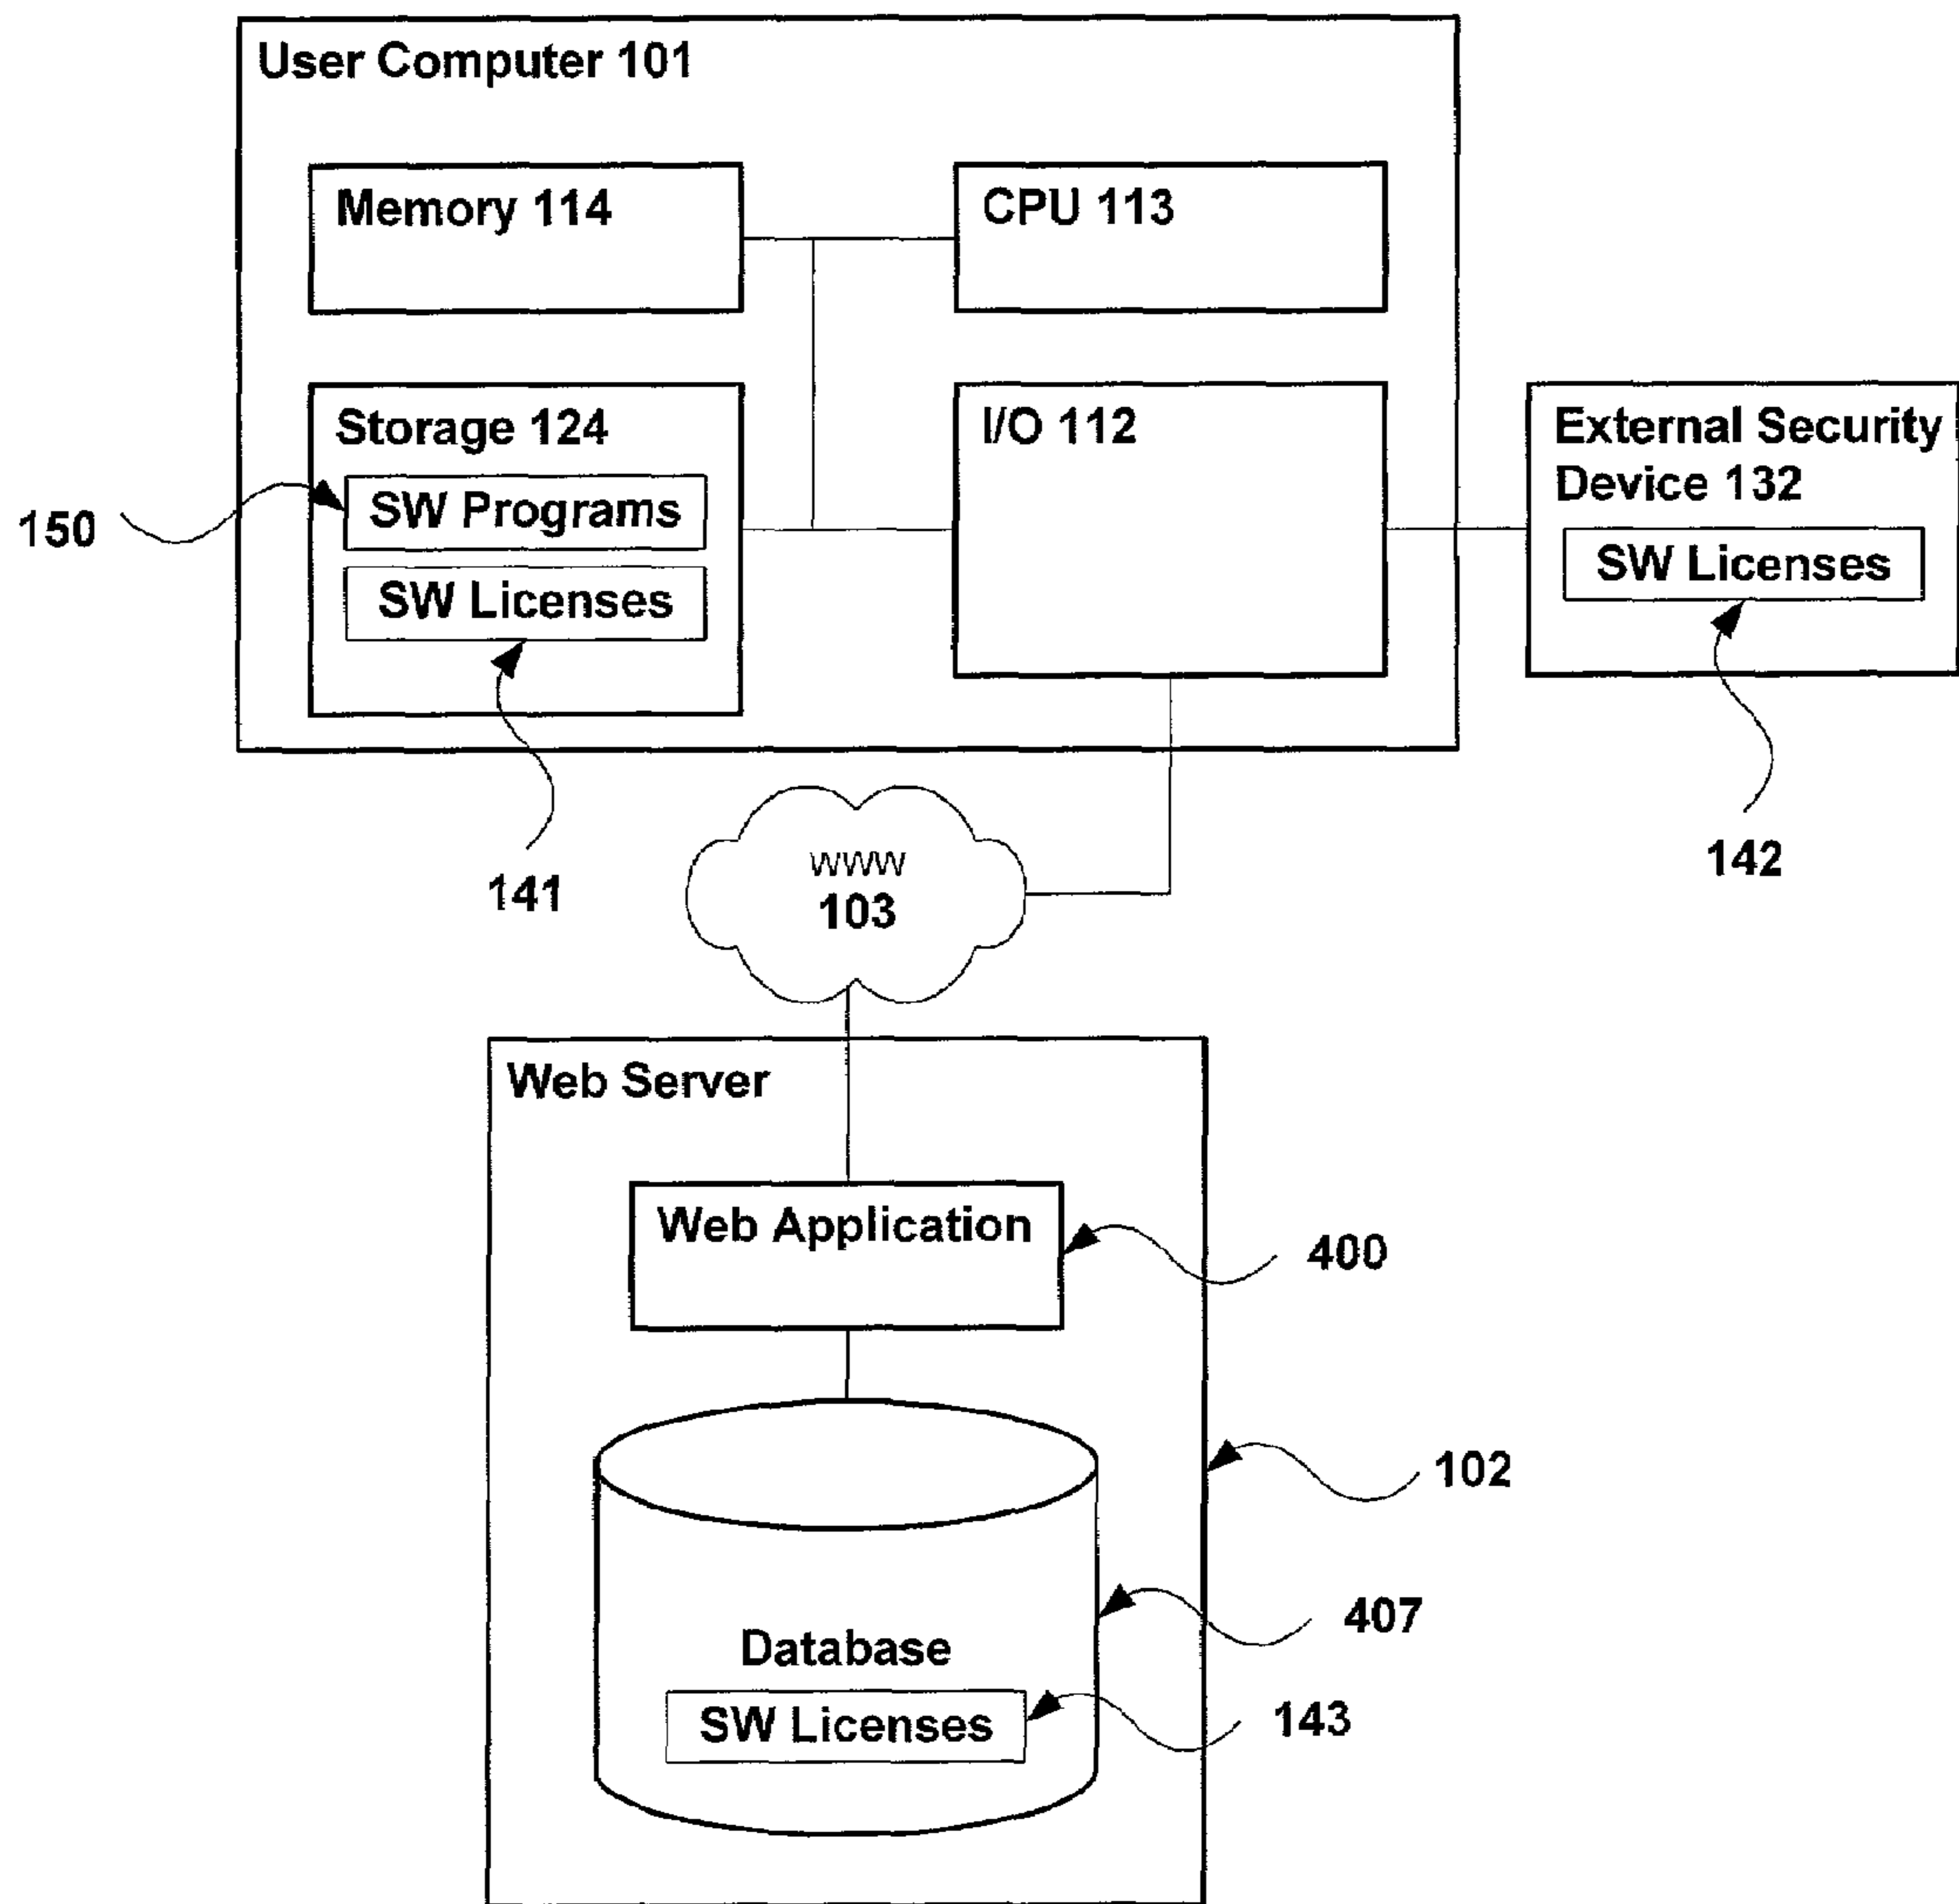 User Computer 101
Memory 114
CPU 113
Storage 124
SW Programs
SW Licenses
150
141
I/O 112
External Security
Device 132
SW Licenses
142
WWW
103
Web Server
Web Application
400
102
407
Database
SW Licenses
143